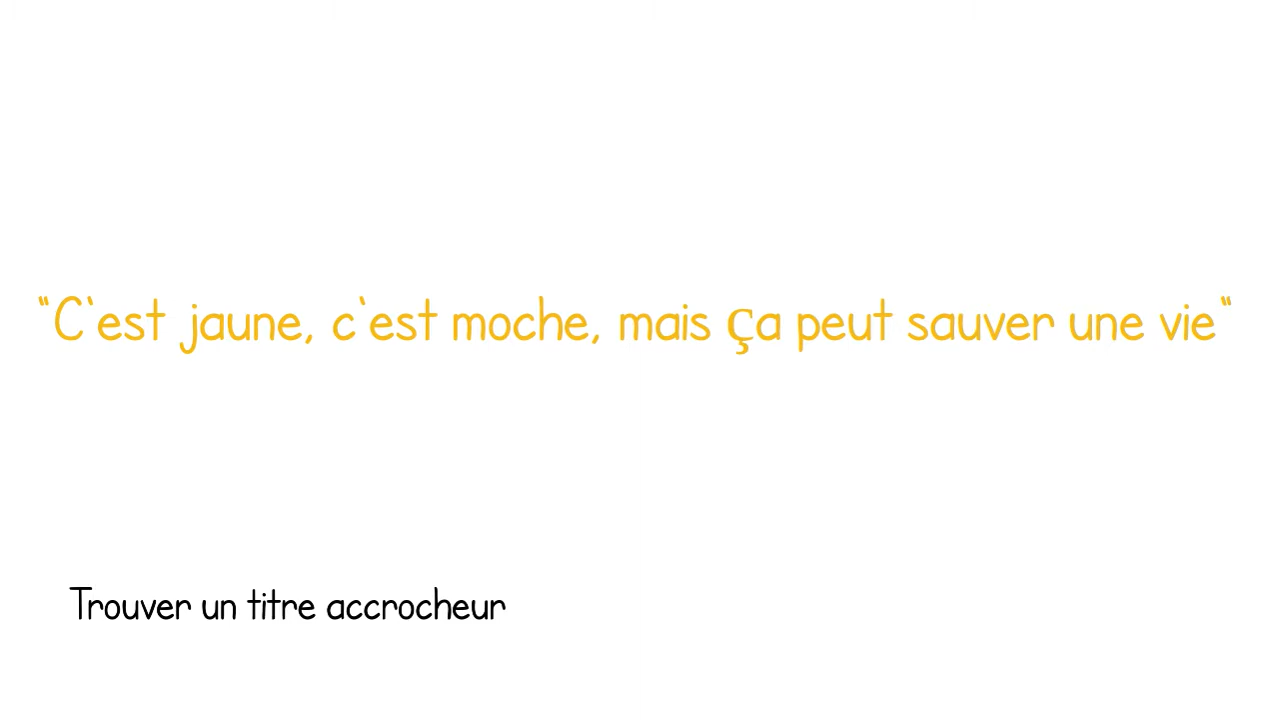 "C'est jaune, c'est moche, mais ça peut sauver une vie"
Trouver un titre accrocheur